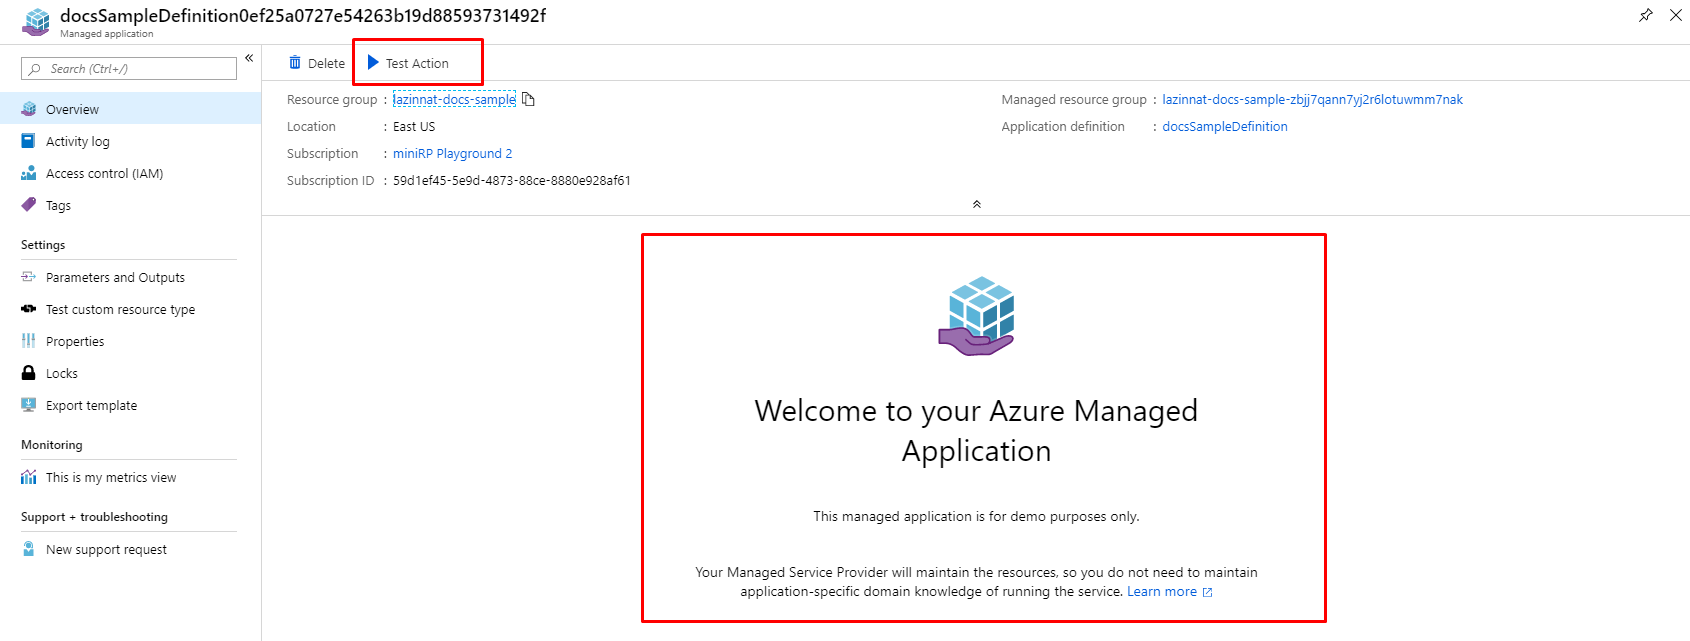 docsSampleDefinition0ef25a0727e54263b19d88593731492f
Managed application
Search (Ctrl+/)
«
Overview
Activity log
Access control (IAM)
Tags
Settings
Parameters and Outputs
Test custom resource type
Properties
Locks
Export template
Monitoring
This is my metrics view
Support + troubleshooting
New support request
Delete
Test Action
Resource group : lazinnat-docs-sample
Location : East US
Subscription : miniRP Playground 2
Subscription ID : 59d1ef45-5e9d-4873-88ce-8880e928af61
Managed resource group : lazinnat-docs-sample-zbjj7qann7yj2r6lotuwmm7nak
Application definition : docsSampleDefinition
Welcome to your Azure Managed
Application
This managed application is for demo purposes only.
Your Managed Service Provider will maintain the resources, so you do not need to maintain
application-specific domain knowledge of running the service. Learn more